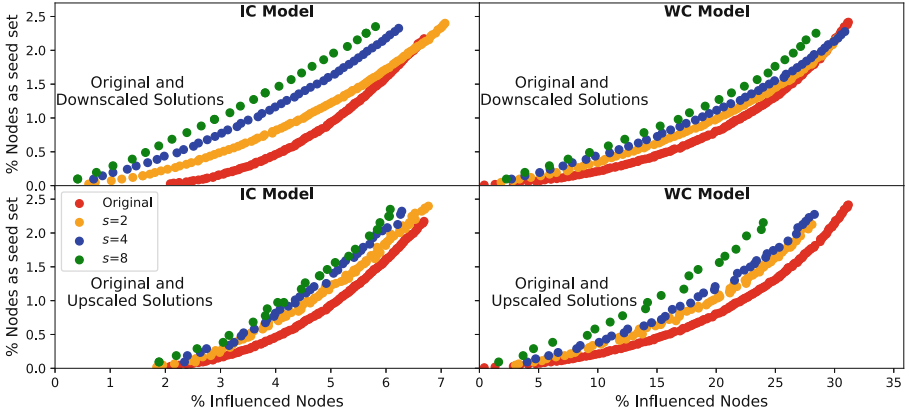 IC Model
WC Model
2.5
2.0
1.5
1.0
0.5
0.0
% Nodes as seed set
Original and
Downscaled Solutions
Original and
Downscaled Solutions
IC Model
WC Model
2.5
2.0
1.5
1.0
0.5
0.0
% Nodes as seed set
Original
s=2
s=4
s=8
Original and
Upscaled Solutions
Original and
Upscaled Solutions
0 1 2 3 4 5 6 7
0 5 10 15 20 25 30 35
% Influenced Nodes
% Influenced Nodes